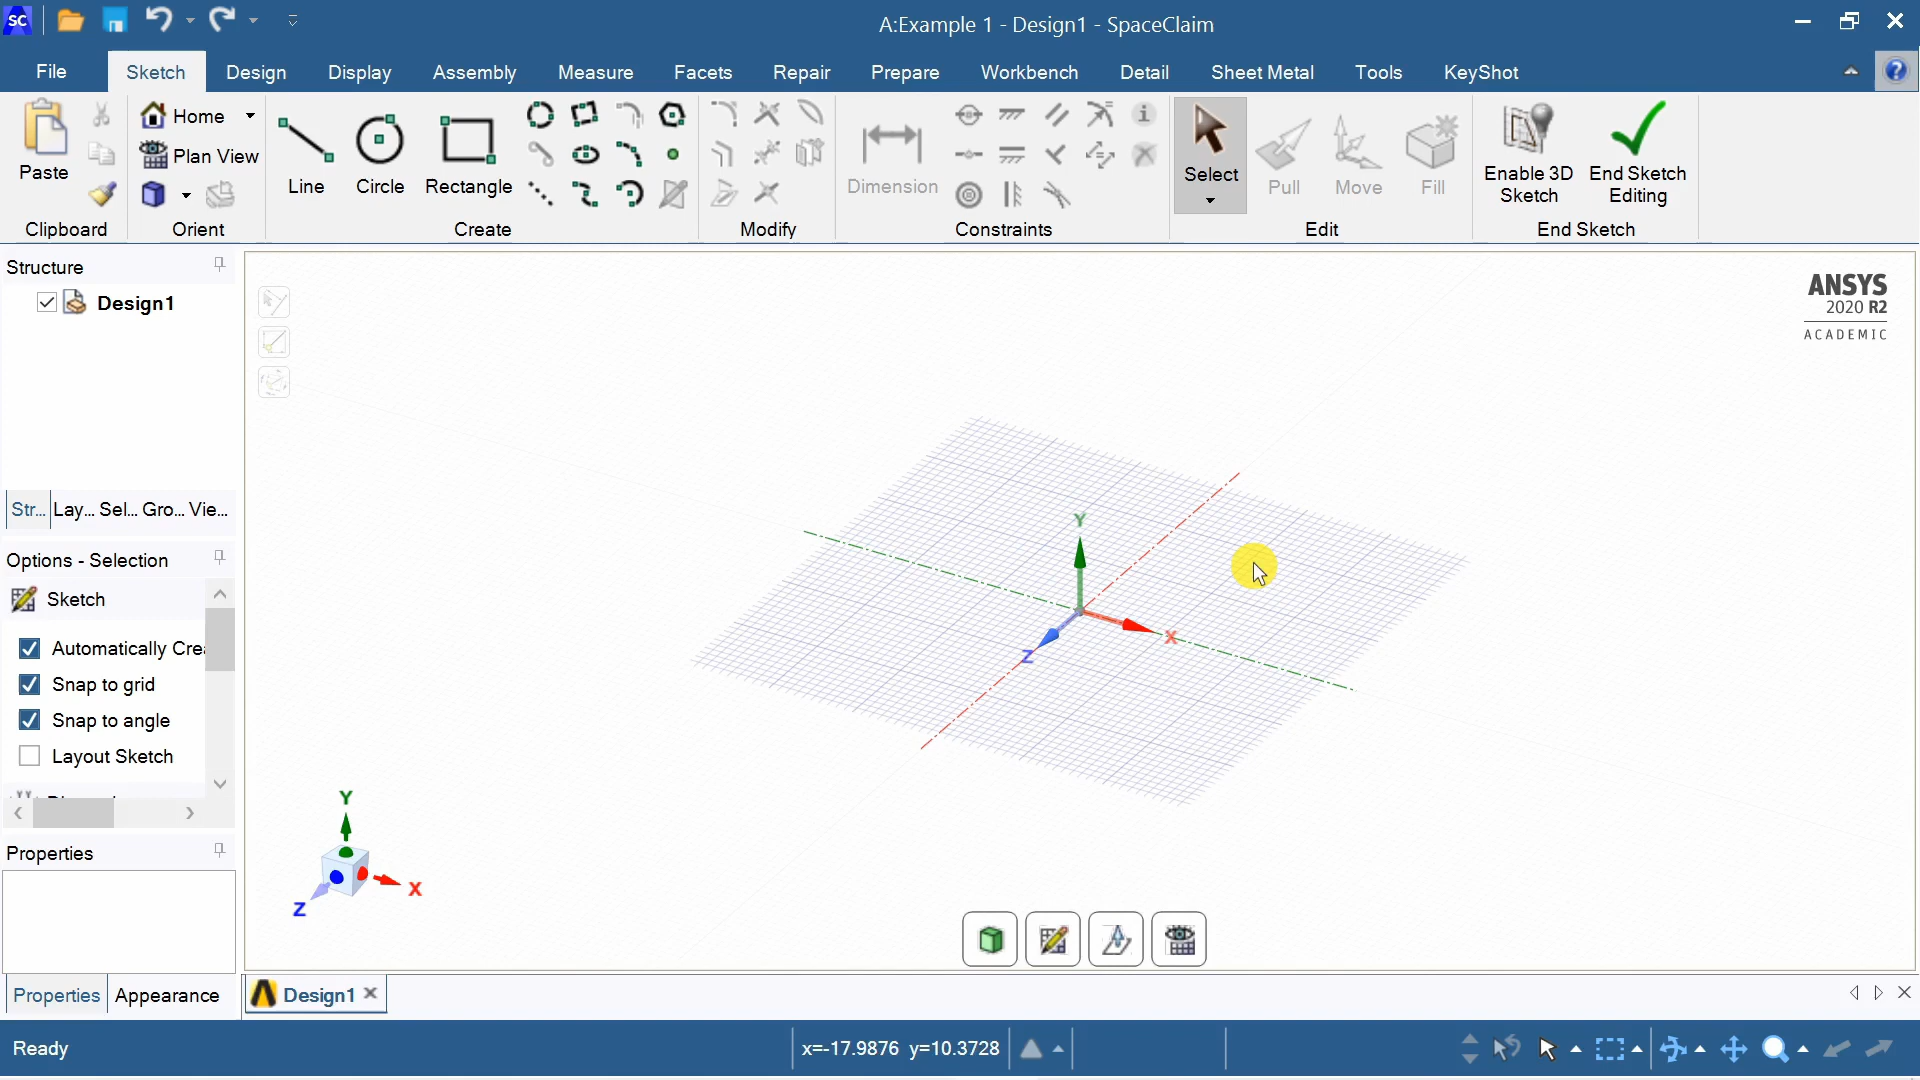 SC
A:Example 1 - Design1 - SpaceClaim
File
Sketch
Design
Display
Assembly
Measure
Facets
Repair
Prepare
Workbench
Detail
Sheet Metal
Tools
KeyShot
Paste
Home
Plan View
Line
Circle
Rectangle
Dimension
Select
Pull
Move
Fill
Enable 3D
Sketch
End Sketch
Editing
Clipboard
Orient
Create
Modify
Constraints
Edit
End Sketch
Structure
Design1
ANSYS
2020 R2
ACADEMIC
Str...
Lay...
Sel...
Gro...
Vie...
Options - Selection
Sketch
Automatically Cre
Snap to grid
Snap to angle
Layout Sketch
Y
X
Z
Y
X
Z
Properties
Properties
Appearance
Design1
Ready
x=-17.9876 y=10.3728